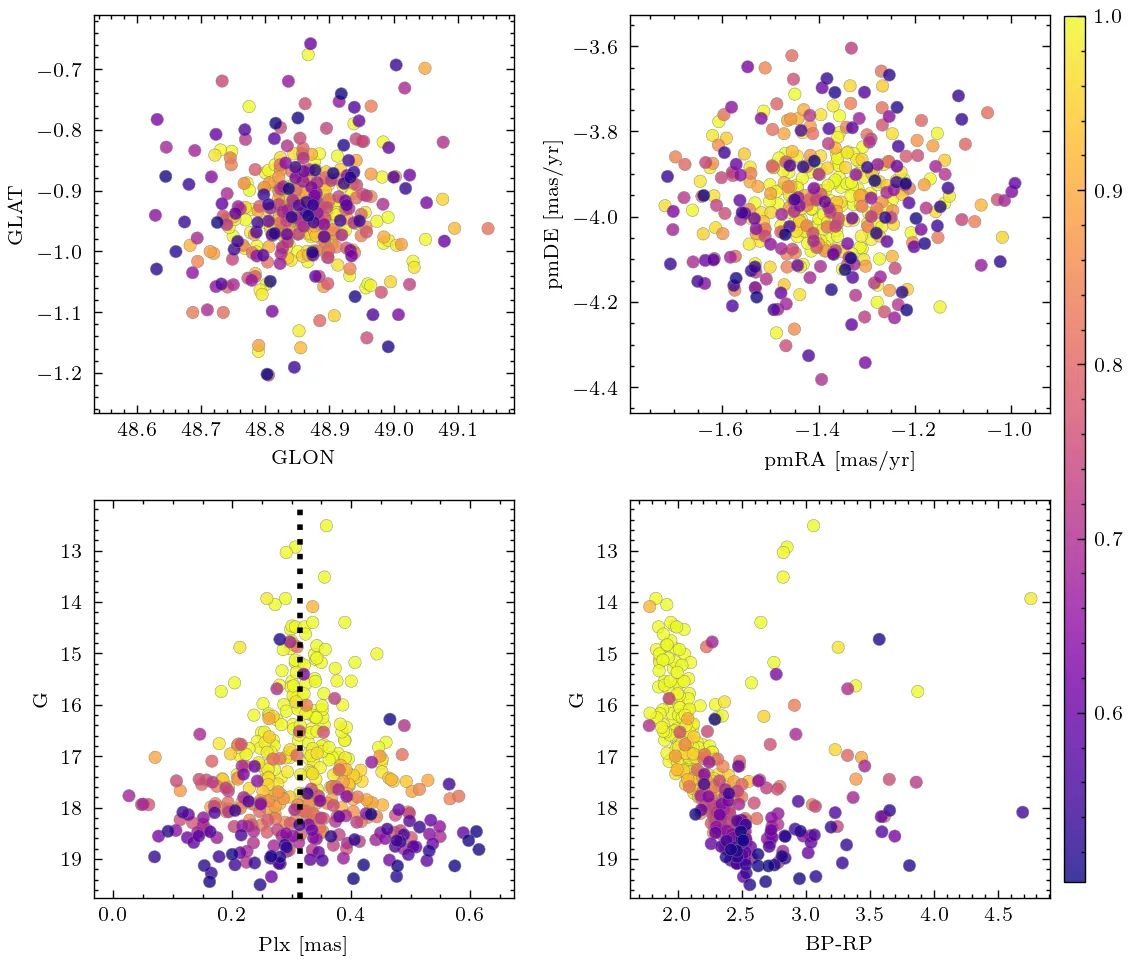 −0.7
−0.8
−0.9
−1.0
−1.1
−1.2
GLAT
48.6 48.7 48.8 48.9 49.0 49.1
GLON
−3.6
−3.8
−4.0
−4.2
−4.4
pmDE [mas/yr]
−1.6 −1.4 −1.2 −1.0
pmRA [mas/yr]
13
14
15
16
17
18
19
G
0.0 0.2 0.4 0.6
Plx [mas]
13
14
15
16
17
18
19
G
2.0 2.5 3.0 3.5 4.0 4.5
BP-RP
1.0
0.9
0.8
0.7
0.6